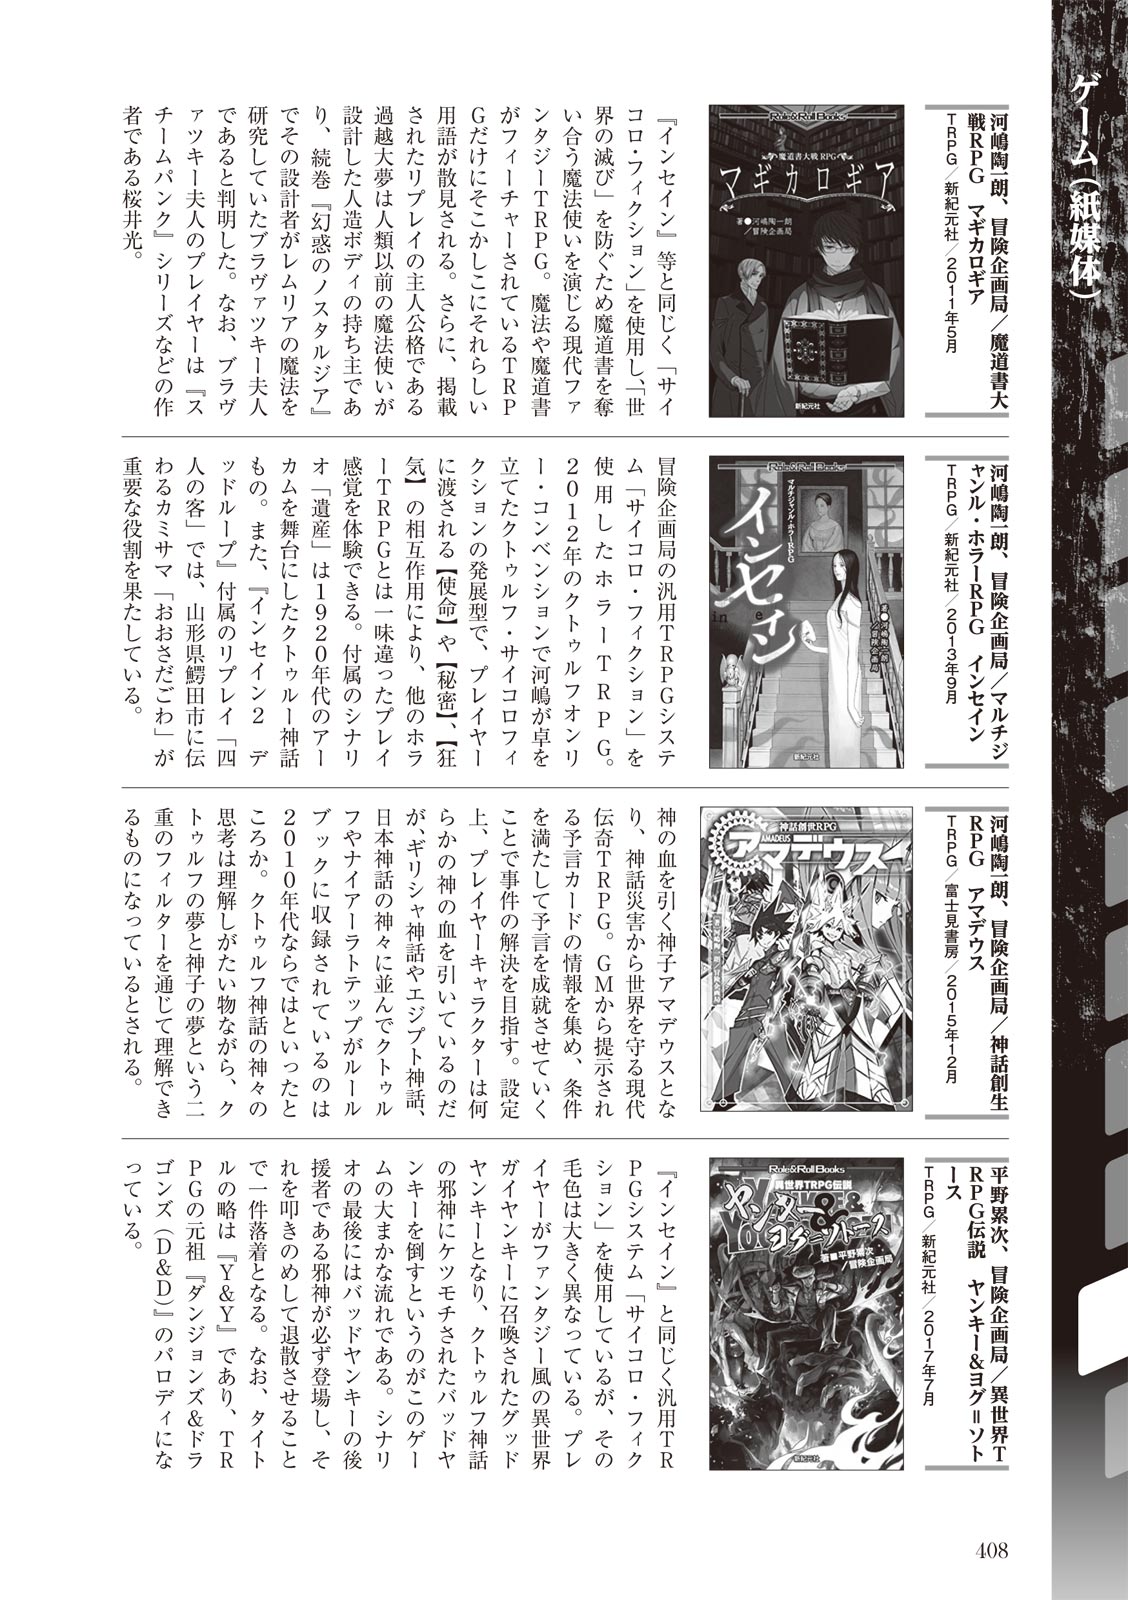 ゲーム（紙媒体）
河嶋陶一朗、冒険企画局／魔道書大
戦RPG　マギカロギア
TRPG／新紀元社／2011年5月
Role&Roll Books
魔道書大戦RPG
マギカロギア
著●河嶋陶一朗
／冒険企画局
新紀元社
『インセイン』等と同じく「サイ
コロ・フィクション」を使用し、「世
界の滅び」を防ぐため魔道書を奪
い合う魔法使いを演じる現代ファ
ンタジーTRPG。魔法や魔道書
がフィーチャーされているTRP
Gだけにそこかしこにそれらしい
用語が散見される。さらに、掲載
されたリプレイの主人公格である
過越大夢は人類以前の魔法使いが
設計した人造ボディの持ち主であ
り、続巻『幻惑のノスタルジア』
でその設計者がレムリアの魔法を
研究していたブラヴァツキー夫人
であると判明した。なお、ブラヴ
ァツキー夫人のプレイヤーは『ス
チームパンク』シリーズなどの作
者である桜井光。
河嶋陶一朗、冒険企画局／マルチジ
ャンル・ホラーRPG　インセイン
TRPG／新紀元社／2013年9月
Role&Roll Books
マルチジャンル・ホラーRPG
インセイン
著●河嶋陶一朗
／冒険企画局
新紀元社
冒険企画局の汎用TRPGシステ
ム「サイコロ・フィクション」を
使用したホラーTRPG。
2012年のクトゥルフオンリ
ー・コンベンションで河嶋が卓を
立てたクトゥルフ・サイコロフィ
クションの発展型で、プレイヤー
に渡される【使命】や【秘密】、【狂
気】の相互作用により、他のホラ
ーTRPGとは一味違ったプレイ
感覚を体験できる。付属のシナリ
オ「遺産」は1920年代のアー
カムを舞台にしたクトゥルー神話
もの。また、『インセイン2　デ
ッドループ』付属のリプレイ「四
人の客」では、山形県鰐田市に伝
わるカミサマ「おおさだごわ」が
重要な役割を果たしている。
河嶋陶一朗、冒険企画局／神話創生
RPG　アマデウス
TRPG／富士見書房／2015年12月
神話創世RPG
AMADEUS
アマデウス
神の血を引く神子アマデウスとな
り、神話災害から世界を守る現代
伝奇TRPG。GMから提示され
る予言カードの情報を集め、条件
を満たして予言を成就させていく
ことで事件の解決を目指す。設定
上、プレイヤーキャラクターは何
らかの神の血を引いているのだ
が、ギリシャ神話やエジプト神話、
日本神話の神々に並んでクトゥル
フやナイアーラトテップがルール
ブックに収録されているのは
2010年代ならではといったと
ころか。クトゥルフ神話の神々の
思考は理解しがたい物ながら、ク
トゥルフの夢と神子の夢という二
重のフィルターを通じて理解でき
るものになっているとされる。
平野累次、冒険企画局／異世界T
RPG伝説　ヤンキー&ヨグ＝ソト
ース
TRPG／新紀元社／2017年7月
Role&Roll Books
異世界TRPG伝説
ヤンキー&ヨグ＝ソトース
著●平野累次
／冒険企画局
新紀元社
『インセイン』と同じく汎用TR
PGシステム「サイコロ・フィク
ション」を使用しているが、その
毛色は大きく異なっている。プレ
イヤーがファンタジー風の異世界
ガイヤンキーに召喚されたグッド
ヤンキーとなり、クトゥルフ神話
の邪神にケツモチされたバッドヤ
ンキーを倒すというのがこのゲー
ムの大まかな流れである。シナリ
オの最後にはバッドヤンキーの後
援者である邪神が必ず登場し、そ
れを叩きのめして退散させること
で一件落着となる。なお、タイト
ルの略は『Y&Y』であり、TR
PGの元祖『ダンジョンズ&ドラ
ゴンズ（D&D）』のパロディにな
っている。
408